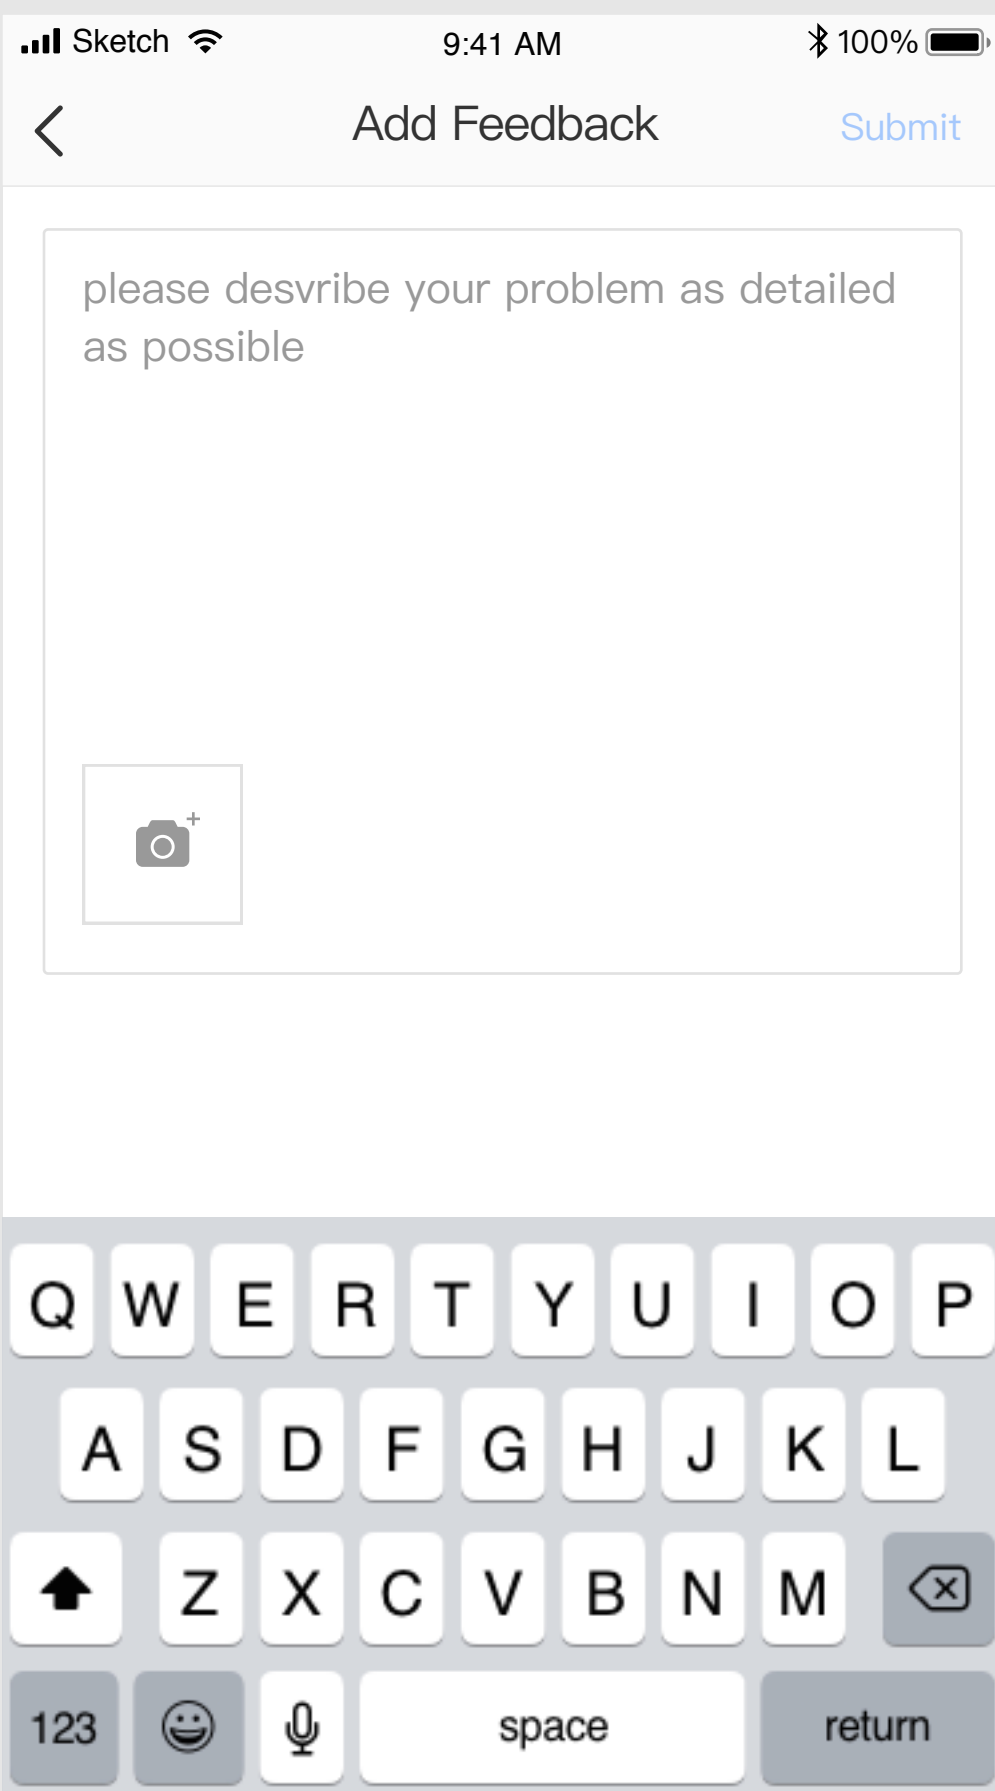 Sketch 9:41 AM 100%
Add Feedback Submit
please desvribe your problem as detailed
as possible
Q W E R T Y U I O P
A S D F G H J K L
Z X C V B N M
123 space return